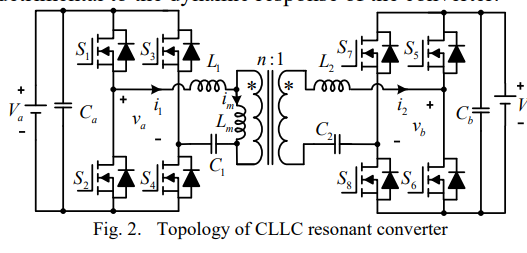 S1 S3 L1 n:1 L2 S7 S5
+ Va - Ca + va - i1 im Lm * * i2 + vb - Cb + V -
S2 S4 C1 C2 S8 S6
Fig. 2. Topology of CLLC resonant converter